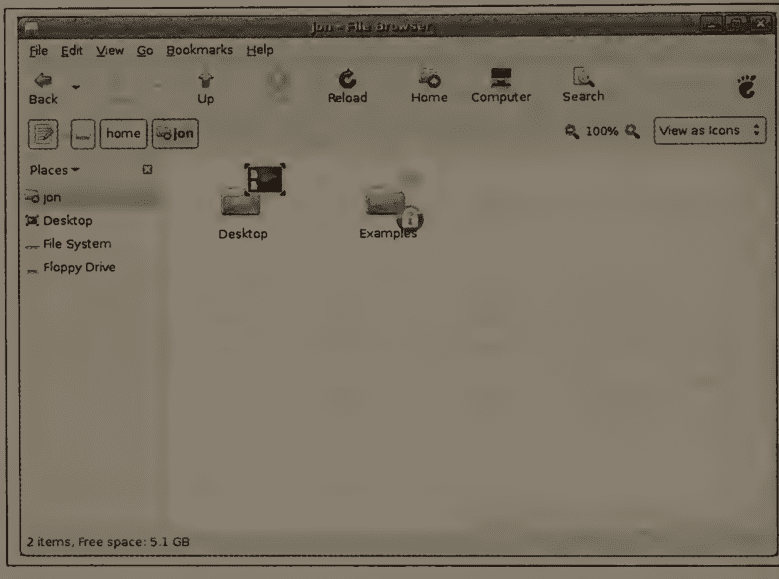 jon - File Browser
File Edit View Go Bookmarks Help
Back Up Reload Home Computer Search
home jon 100% View as Icons
Places
jon
Desktop
File System
Floppy Drive
Desktop Examples
2 items, Free space: 5.1 GB